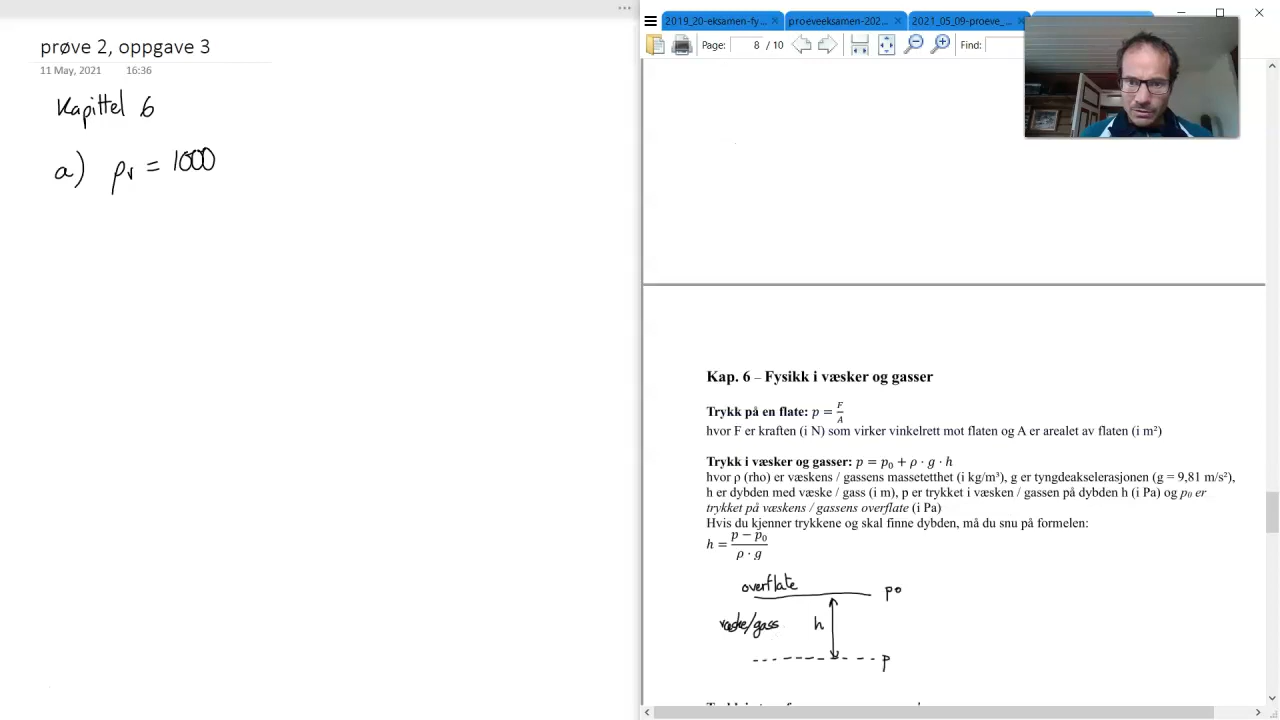 prøve 2, oppgave 3
11 May, 2021 16:36
Kapittel 6
a) ρv = 1000
2019_20-eksamen-fy... proeveeksamen-202... 2021_05_09-proeve_...
Page: 8 / 10 Find:
Kap. 6 – Fysikk i væsker og gasser
Trykk på en flate: p = F/A
hvor F er kraften (i N) som virker vinkelrett mot flaten og A er arealet av flaten (i m²)
Trykk i væsker og gasser: p = p₀ + ρ · g · h
hvor ρ (rho) er væskens / gassens massetetthet (i kg/m³), g er tyngdeakselerasjonen (g = 9,81 m/s²),
h er dybden med væske / gass (i m), p er trykket i væsken / gassen på dybden h (i Pa) og p₀ er
trykket på væskens / gassens overflate (i Pa)
Hvis du kjenner trykkene og skal finne dybden, må du snu på formelen:
h = (p − p₀)/(ρ · g)
overflate
po
væske/gass h
p